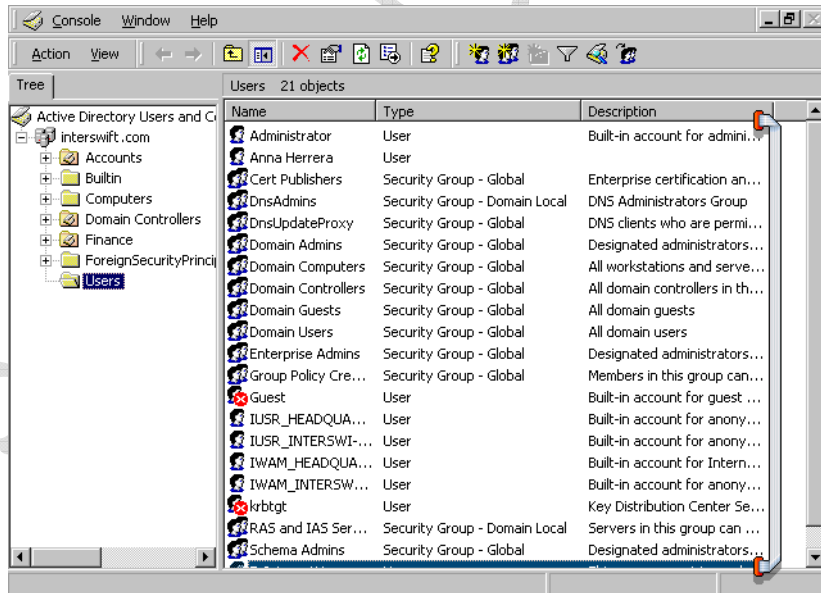 Console Window Help
Action View
Tree
Users 21 objects
Active Directory Users and Co
interswift.com
Accounts
Builtin
Computers
Domain Controllers
Finance
ForeignSecurityPrincip
Users
Name Type Description
Administrator User Built-in account for admini...
Anna Herrera User
Cert Publishers Security Group - Global Enterprise certification an...
DnsAdmins Security Group - Domain Local DNS Administrators Group
DnsUpdateProxy Security Group - Global DNS clients who are permi...
Domain Admins Security Group - Global Designated administrators...
Domain Computers Security Group - Global All workstations and serve...
Domain Controllers Security Group - Global All domain controllers in th...
Domain Guests Security Group - Global All domain guests
Domain Users Security Group - Global All domain users
Enterprise Admins Security Group - Global Designated administrators...
Group Policy Cre... Security Group - Global Members in this group can...
Guest User Built-in account for guest ...
IUSR_HEADQUA... User Built-in account for anony...
IUSR_INTERSWI-... User Built-in account for anony...
IWAM_HEADQUA... User Built-in account for Intern...
IWAM_INTERSW... User Built-in account for anony...
krbtgt User Key Distribution Center Se...
RAS and IAS Ser... Security Group - Domain Local Servers in this group can ...
Schema Admins Security Group - Global Designated administrators...